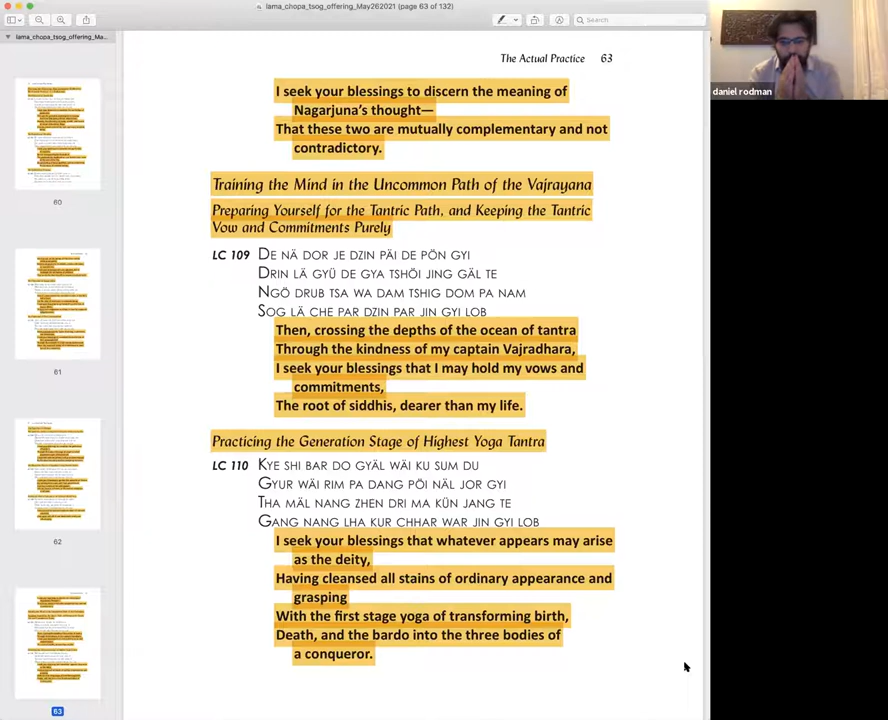 lama_chopa_tsog_offering_May262021 (page 63 of 132)
Search
lama_chopa_tsog_offering_Ma...
60
61
62
63
The Actual Practice 63
I seek your blessings to discern the meaning of
Nagarjuna's thought—
That these two are mutually complementary and not
contradictory.
Training the Mind in the Uncommon Path of the Vajrayana
Preparing Yourself for the Tantric Path, and Keeping the Tantric
Vow and Commitments Purely
LC 109 DE NÄ DOR JE DZIN PÄI DE PÖN GYI
DRIN LÄ GYÜ DE GYA TSHÖI JING GÄL TE
NGÖ DRUB TSA WA DAM TSHIG DOM PA NAM
SOG LÄ CHE PAR DZIN PAR JIN GYI LOB
Then, crossing the depths of the ocean of tantra
Through the kindness of my captain Vajradhara,
I seek your blessings that I may hold my vows and
commitments,
The root of siddhis, dearer than my life.
Practicing the Generation Stage of Highest Yoga Tantra
LC 110 KYE SHI BAR DO GYÄL WÄI KU SUM DU
GYUR WÄI RIM PA DANG PÖI NÄL JOR GYI
THA MÄL NANG ZHEN DRI MA KÜN JANG TE
GANG NANG LHA KUR CHHAR WAR JIN GYI LOB
I seek your blessings that whatever appears may arise
as the deity,
Having cleansed all stains of ordinary appearance and
grasping
With the first stage yoga of transforming birth,
Death, and the bardo into the three bodies of
a conqueror.
daniel rodman